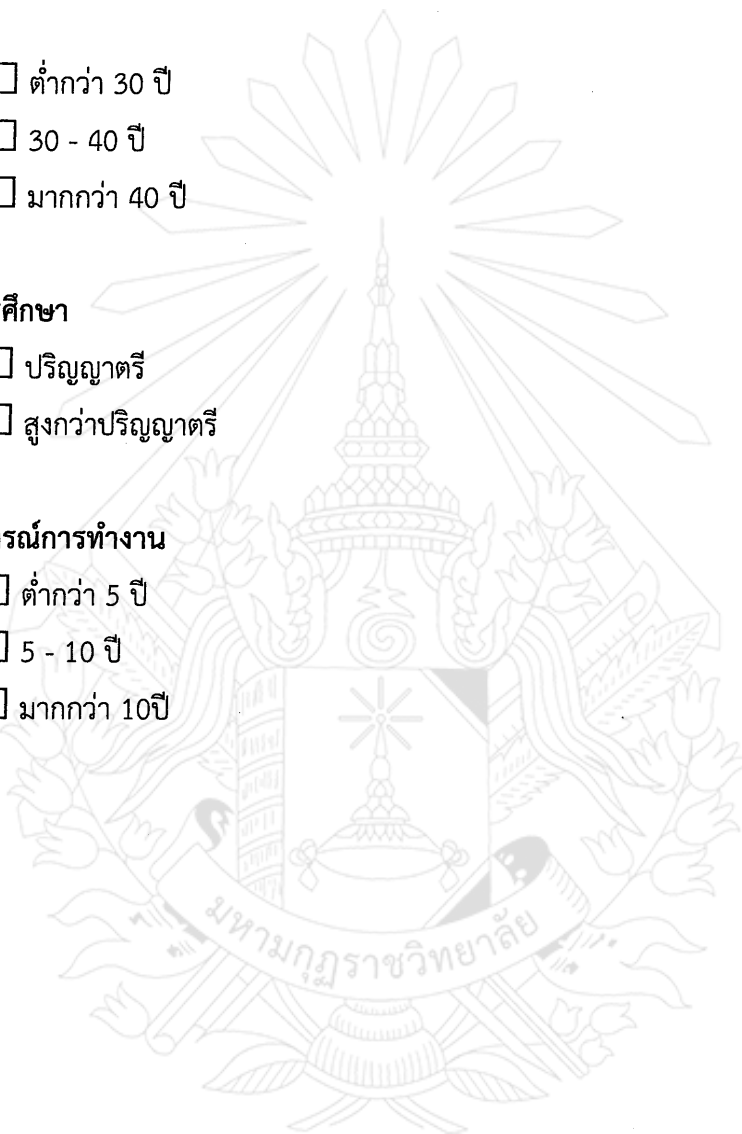 ☐ ต่ำกว่า 30 ปี
☐ 30 - 40 ปี
☐ มากกว่า 40 ปี
ศึกษา
☐ ปริญญาตรี
☐ สูงกว่าปริญญาตรี
รณ์การทำงาน
☐ ต่ำกว่า 5 ปี
☐ 5 - 10 ปี
☐ มากกว่า 10ปี
มหามกุฏราชวิทยาลัย